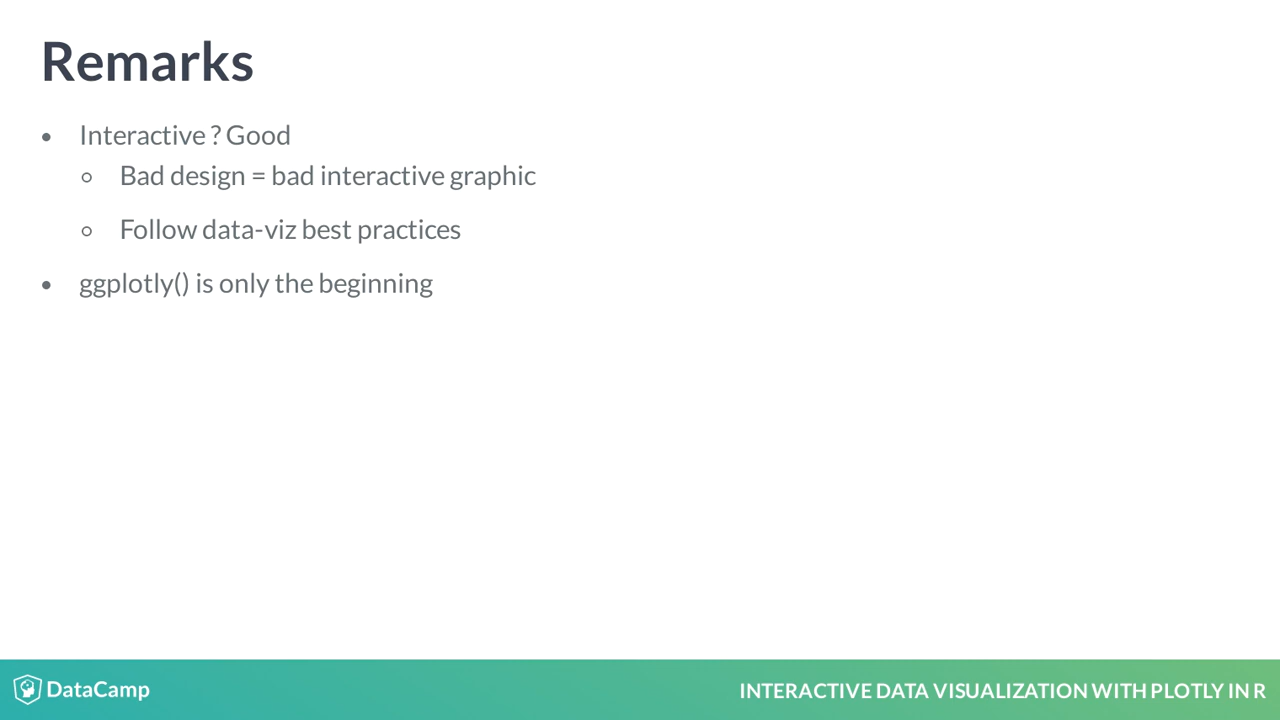 Remarks
Interactive ? Good
Bad design = bad interactive graphic
Follow data-viz best practices
ggplotly() is only the beginning
DataCamp
INTERACTIVE DATA VISUALIZATION WITH PLOTLY IN R